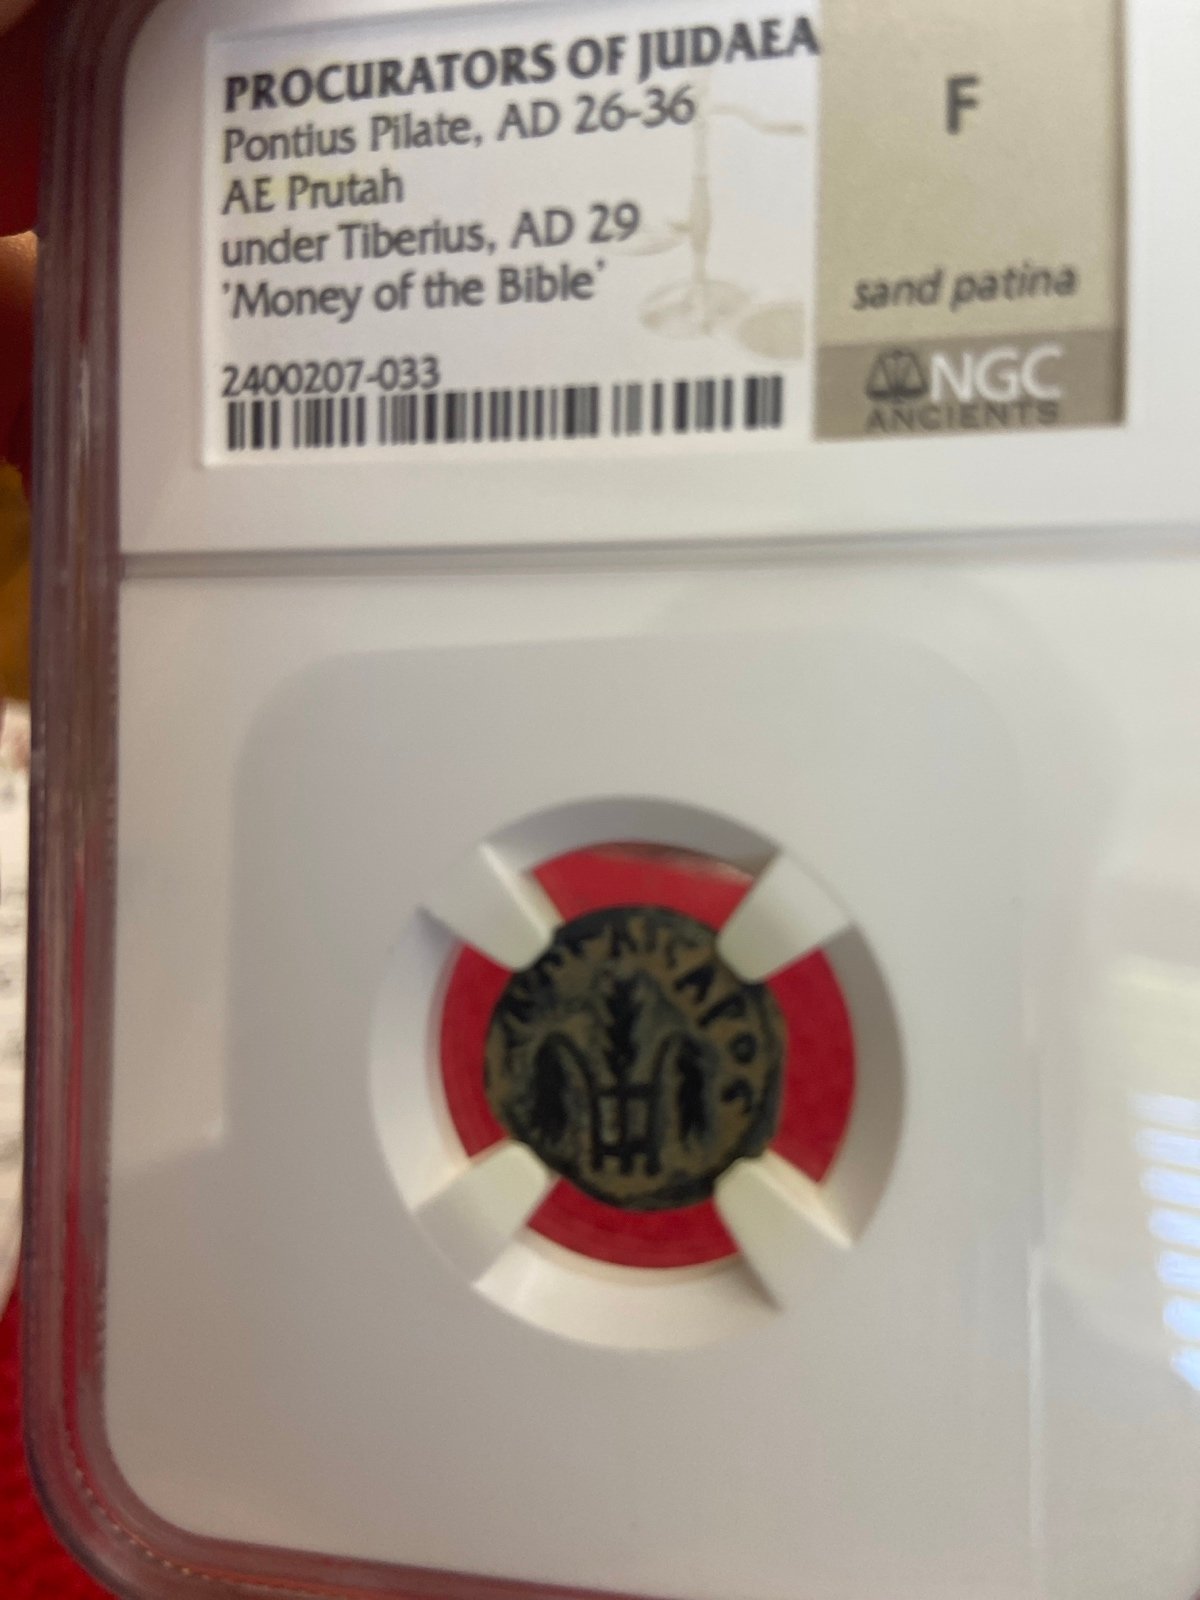 PROCURATORS OF JUDAEA
Pontius Pilate, AD 26-36
AE Prutah
under Tiberius, AD 29
'Money of the Bible'
2400207-033
F
sand patina
NGC
ANCIENTS
ΚΑΙϹΑΡΟϹ